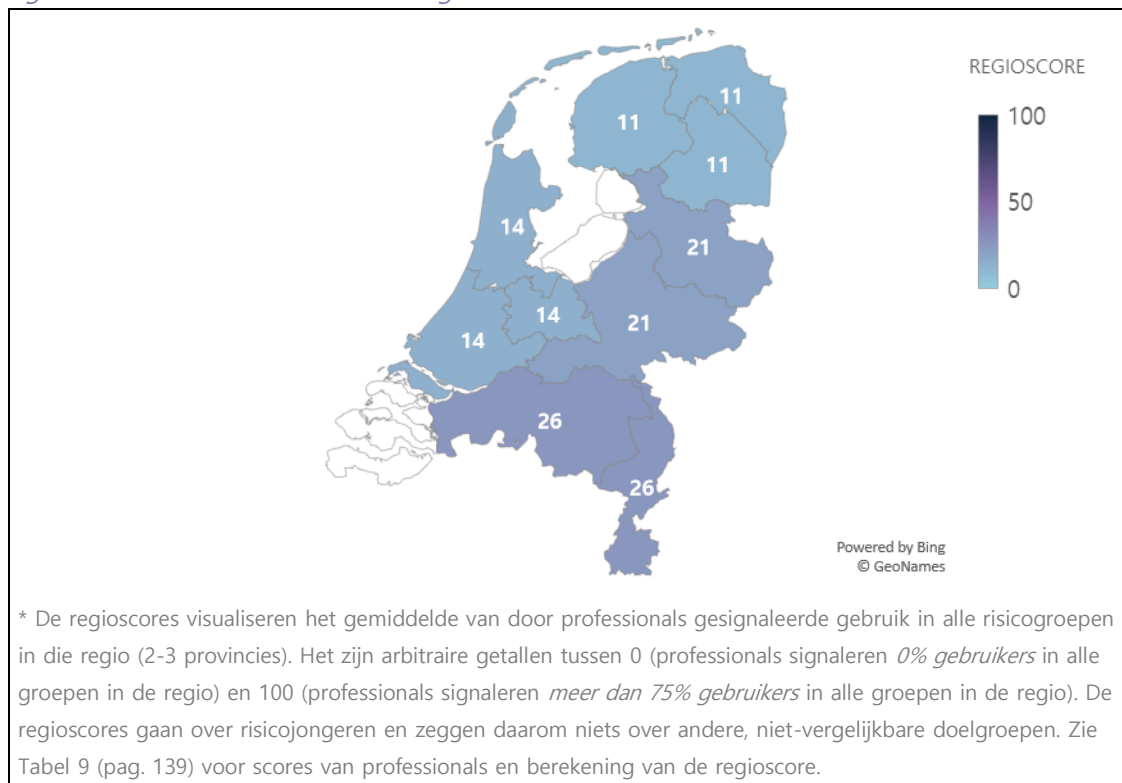 REGIOSCORE
100
50
0
11
11
11
14
21
14
21
14
26
26
Powered by Bing
© GeoNames
* De regioscores visualiseren het gemiddelde van door professionals gesignaleerde gebruik in alle risicogroepen
in die regio (2-3 provincies). Het zijn arbitraire getallen tussen 0 (professionals signaleren 0% gebruikers in alle
groepen in de regio) en 100 (professionals signaleren meer dan 75% gebruikers in alle groepen in de regio). De
regioscores gaan over risicojongeren en zeggen daarom niets over andere, niet-vergelijkbare doelgroepen. Zie
Tabel 9 (pag. 139) voor scores van professionals en berekening van de regioscore.